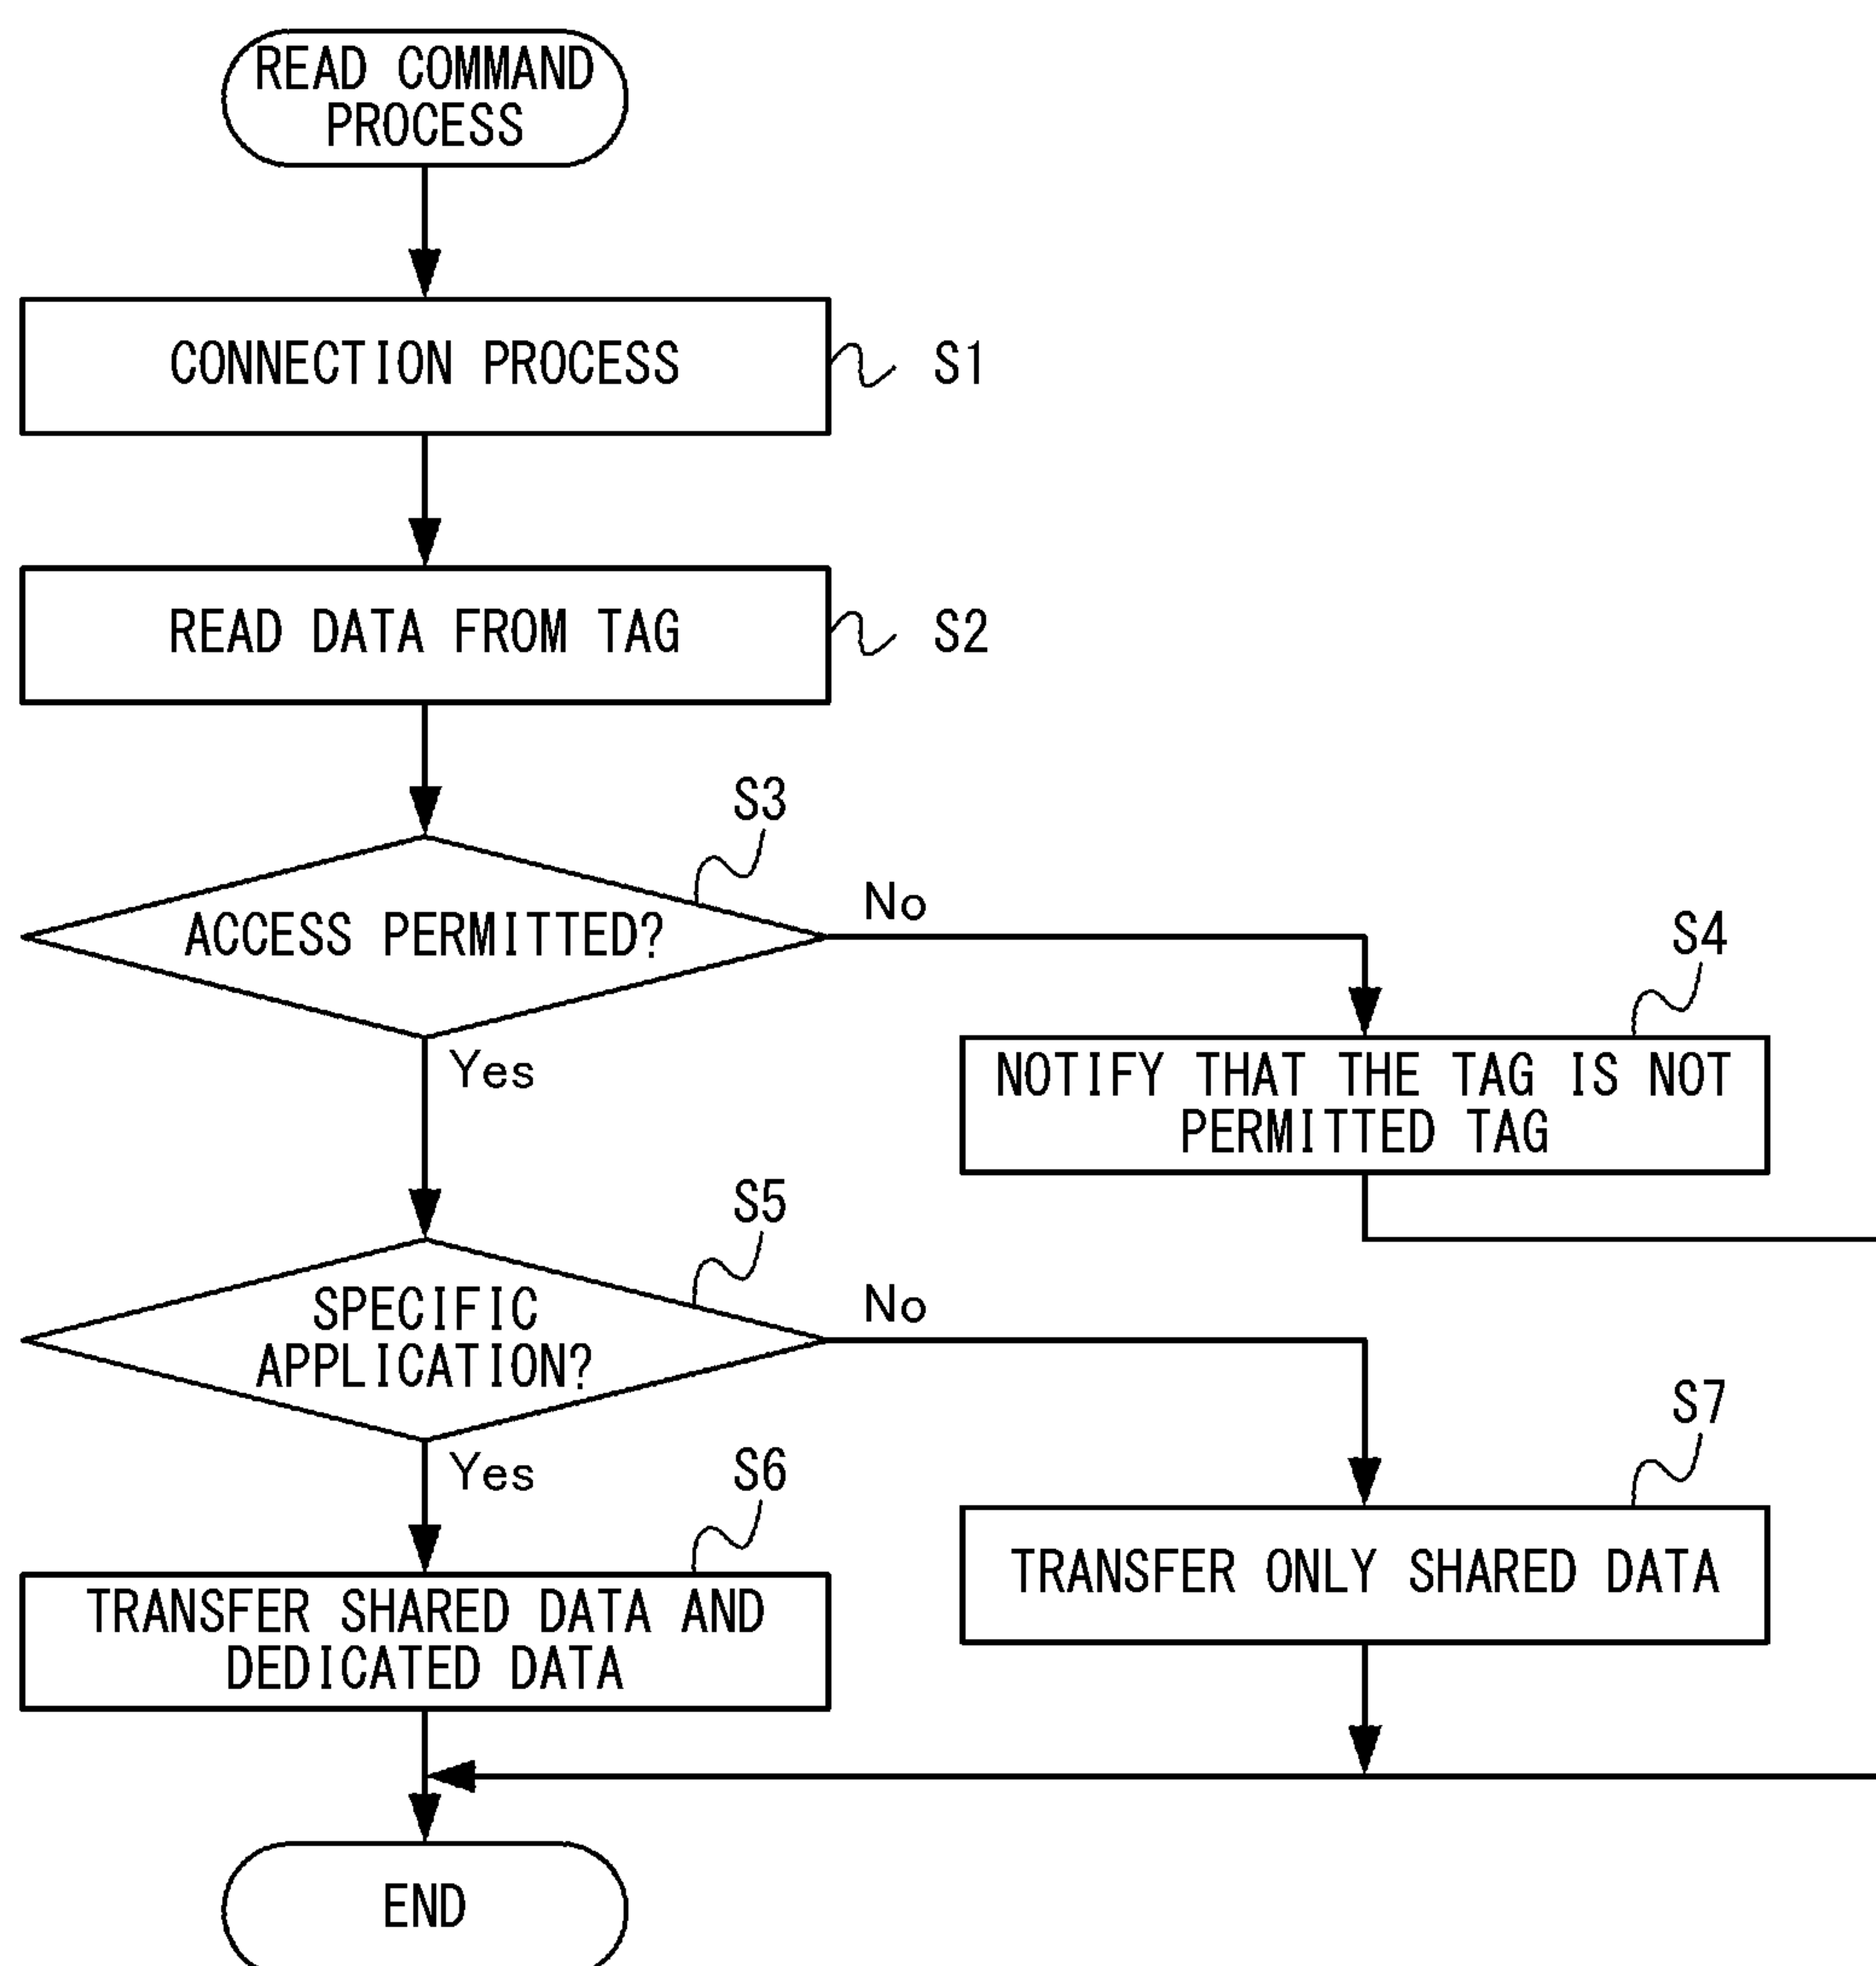 READ COMMAND
PROCESS
CONNECTION PROCESS
S1
READ DATA FROM TAG
S2
S3
ACCESS PERMITTED?
No
S4
Yes
NOTIFY THAT THE TAG IS NOT
PERMITTED TAG
S5
SPECIFIC
APPLICATION?
No
S7
Yes
S6
TRANSFER ONLY SHARED DATA
TRANSFER SHARED DATA AND
DEDICATED DATA
END